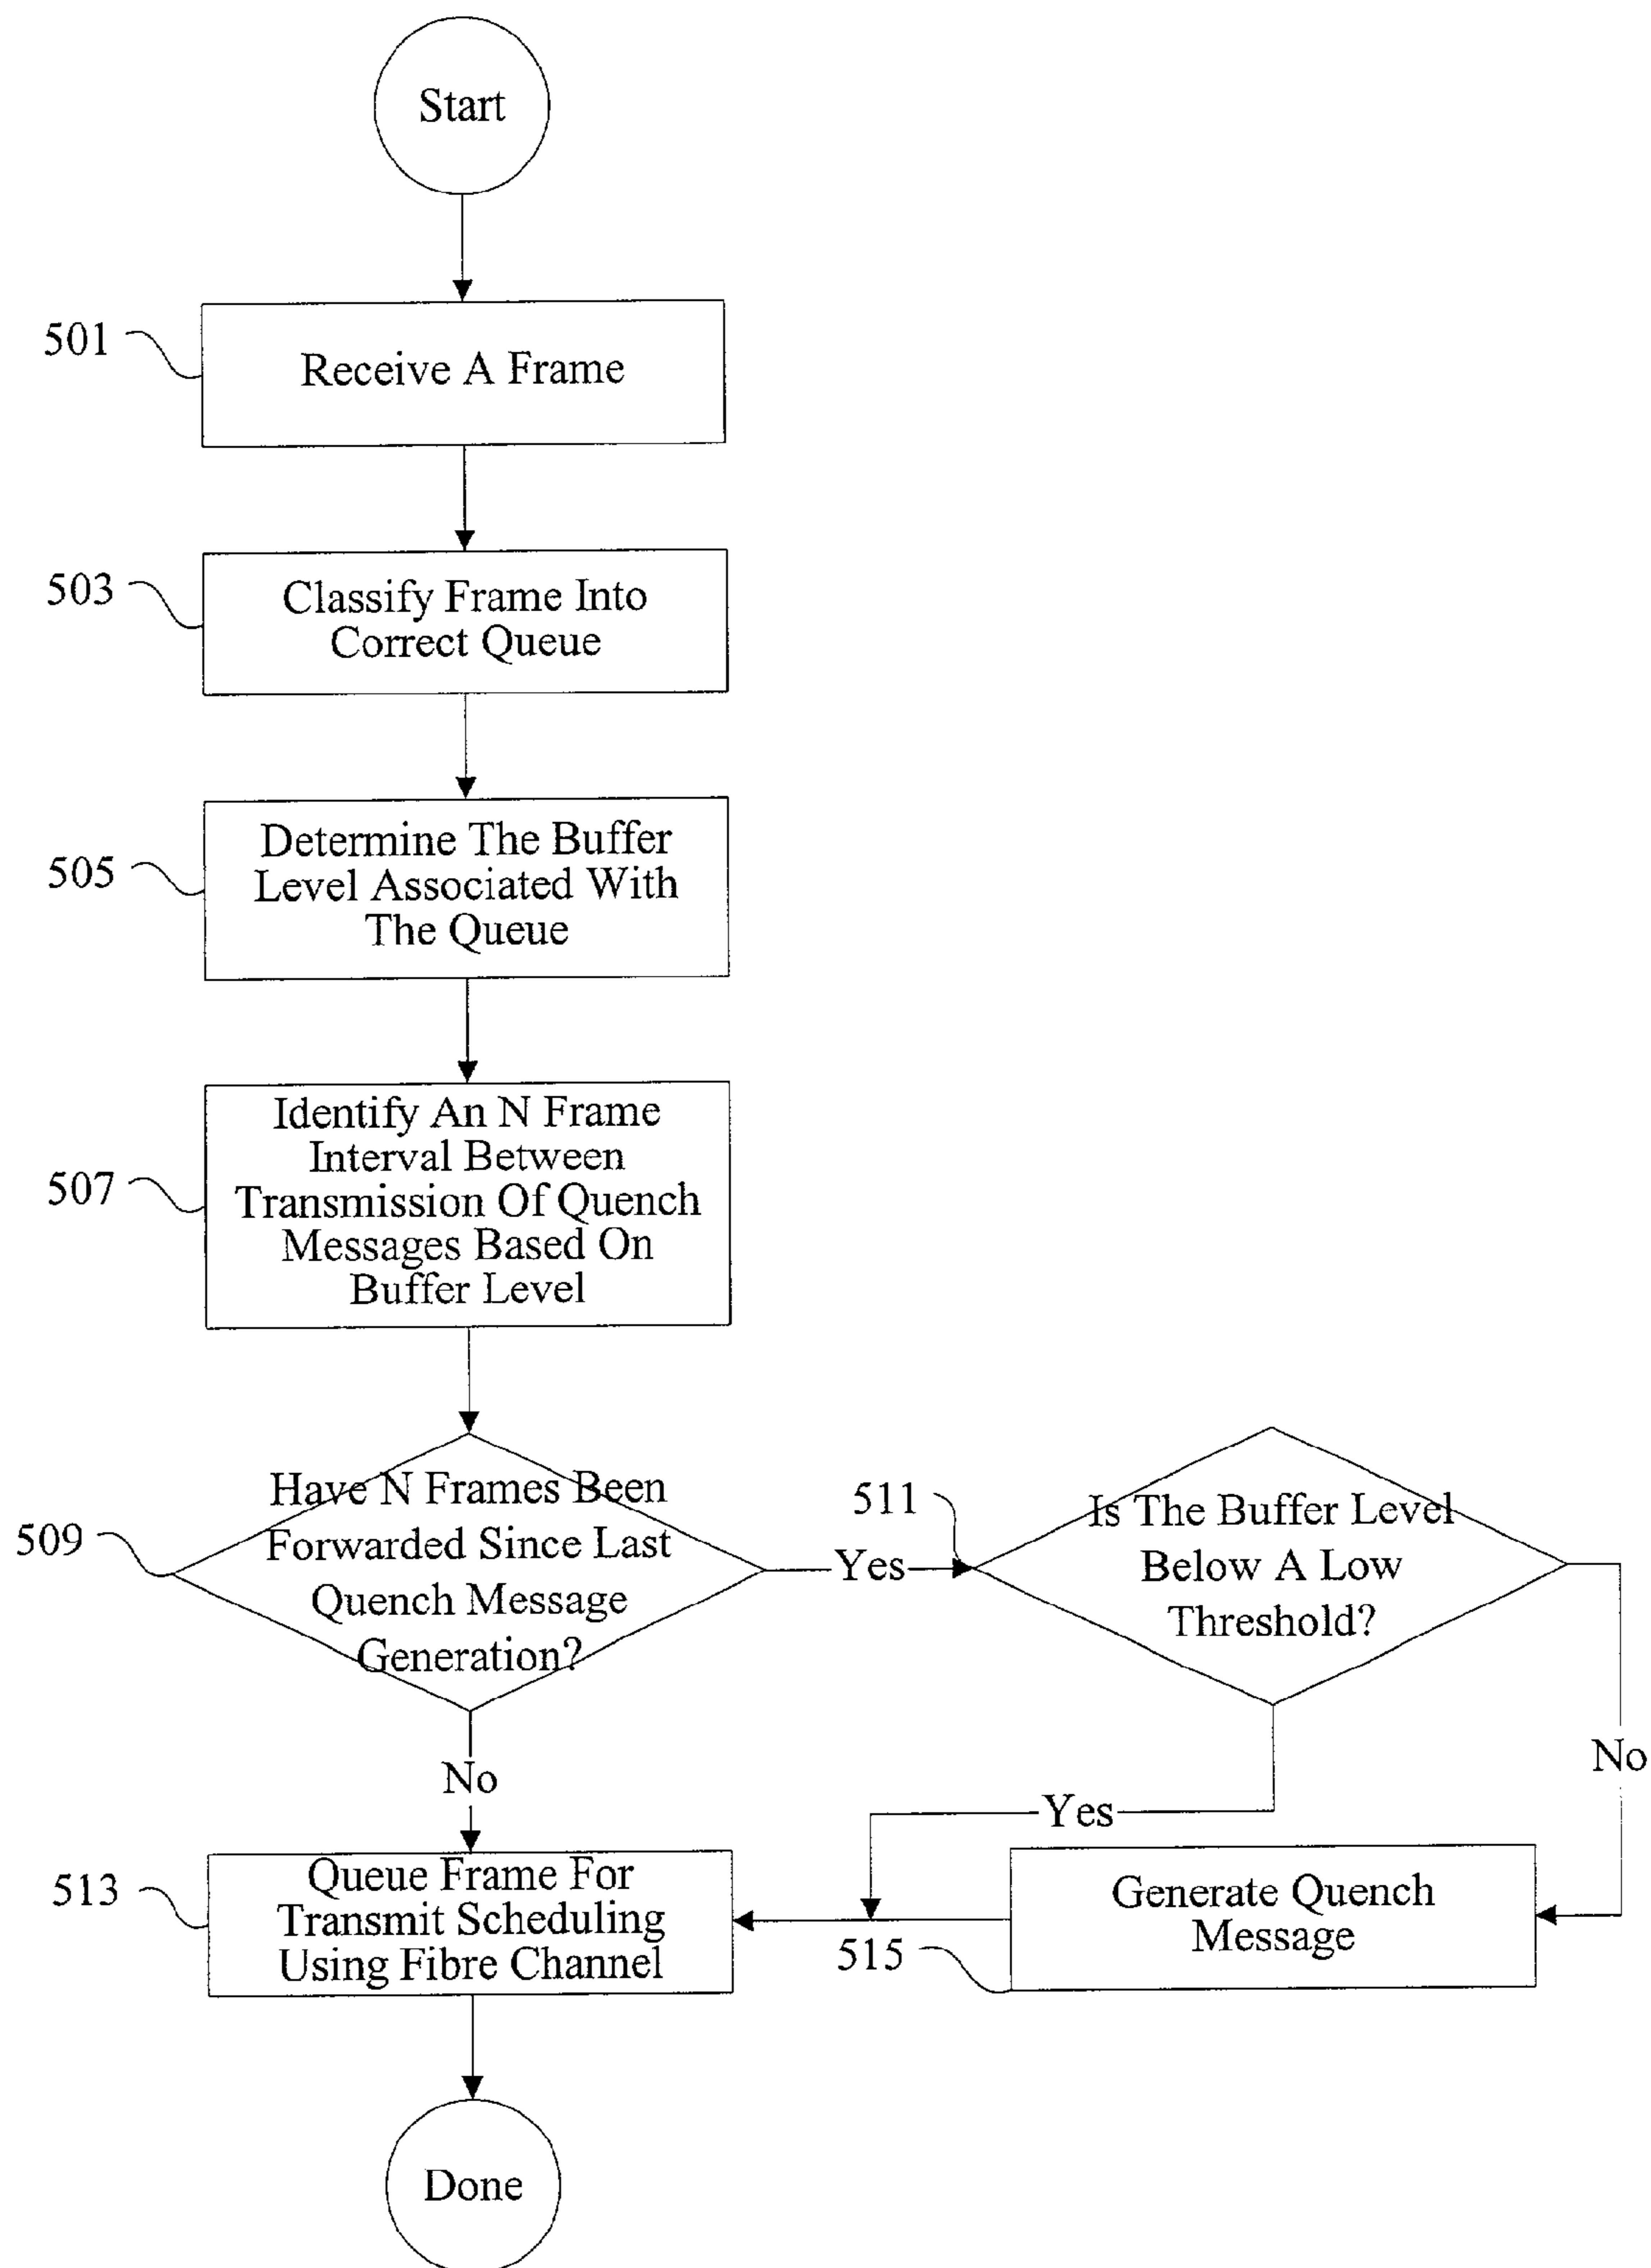 Start
501
Receive A Frame
503
Classify Frame Into
Correct Queue
505
Determine The Buffer
Level Associated With
The Queue
507
Identify An N Frame
Interval Between
Transmission Of Quench
Messages Based On
Buffer Level
509
Have N Frames Been
Forwarded Since Last
Quench Message
Generation?
Yes
511
Is The Buffer Level
Below A Low
Threshold?
No
No
Yes
513
Queue Frame For
Transmit Scheduling
Using Fibre Channel
515
Generate Quench
Message
Done